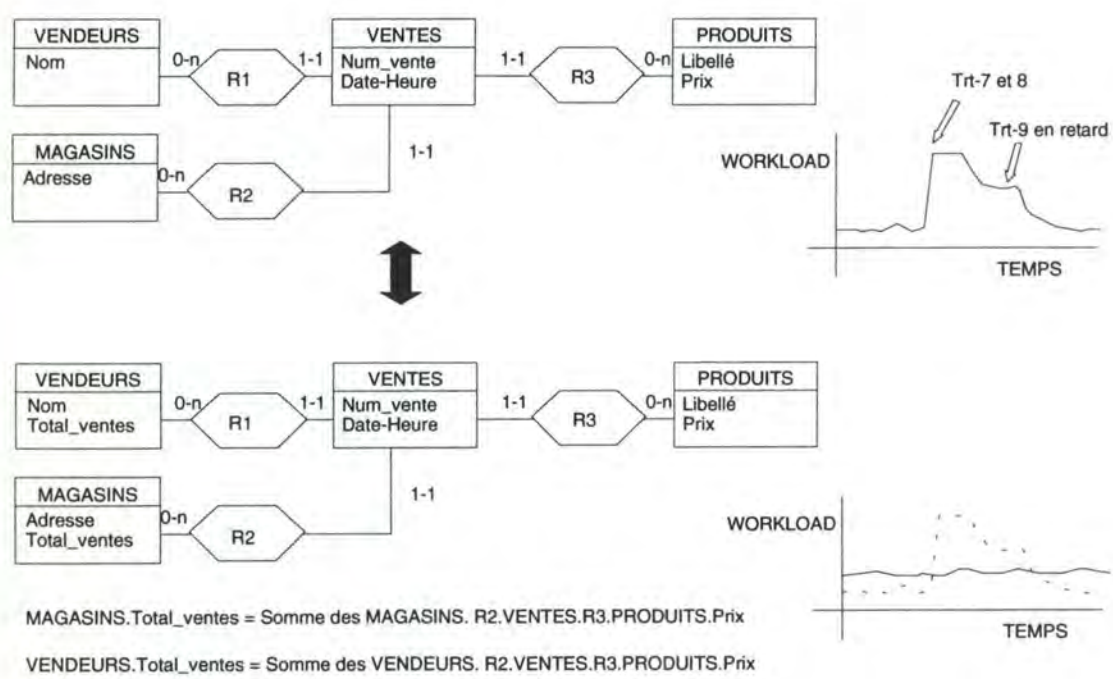 VENDEURS
Nom
0-n
R1
1-1
VENTES
Num_vente
Date-Heure
1-1
R3
0-n
PRODUITS
Libellé
Prix
MAGASINS
Adresse
0-n
R2
1-1
Trt-7 et 8
Trt-9 en retard
WORKLOAD
TEMPS
VENDEURS
Nom
Total_ventes
0-n
R1
1-1
VENTES
Num_vente
Date-Heure
1-1
R3
0-n
PRODUITS
Libellé
Prix
MAGASINS
Adresse
Total_ventes
0-n
R2
1-1
WORKLOAD
TEMPS
MAGASINS.Total_ventes = Somme des MAGASINS. R2.VENTES.R3.PRODUITS.Prix
VENDEURS.Total_ventes = Somme des VENDEURS. R2.VENTES.R3.PRODUITS.Prix